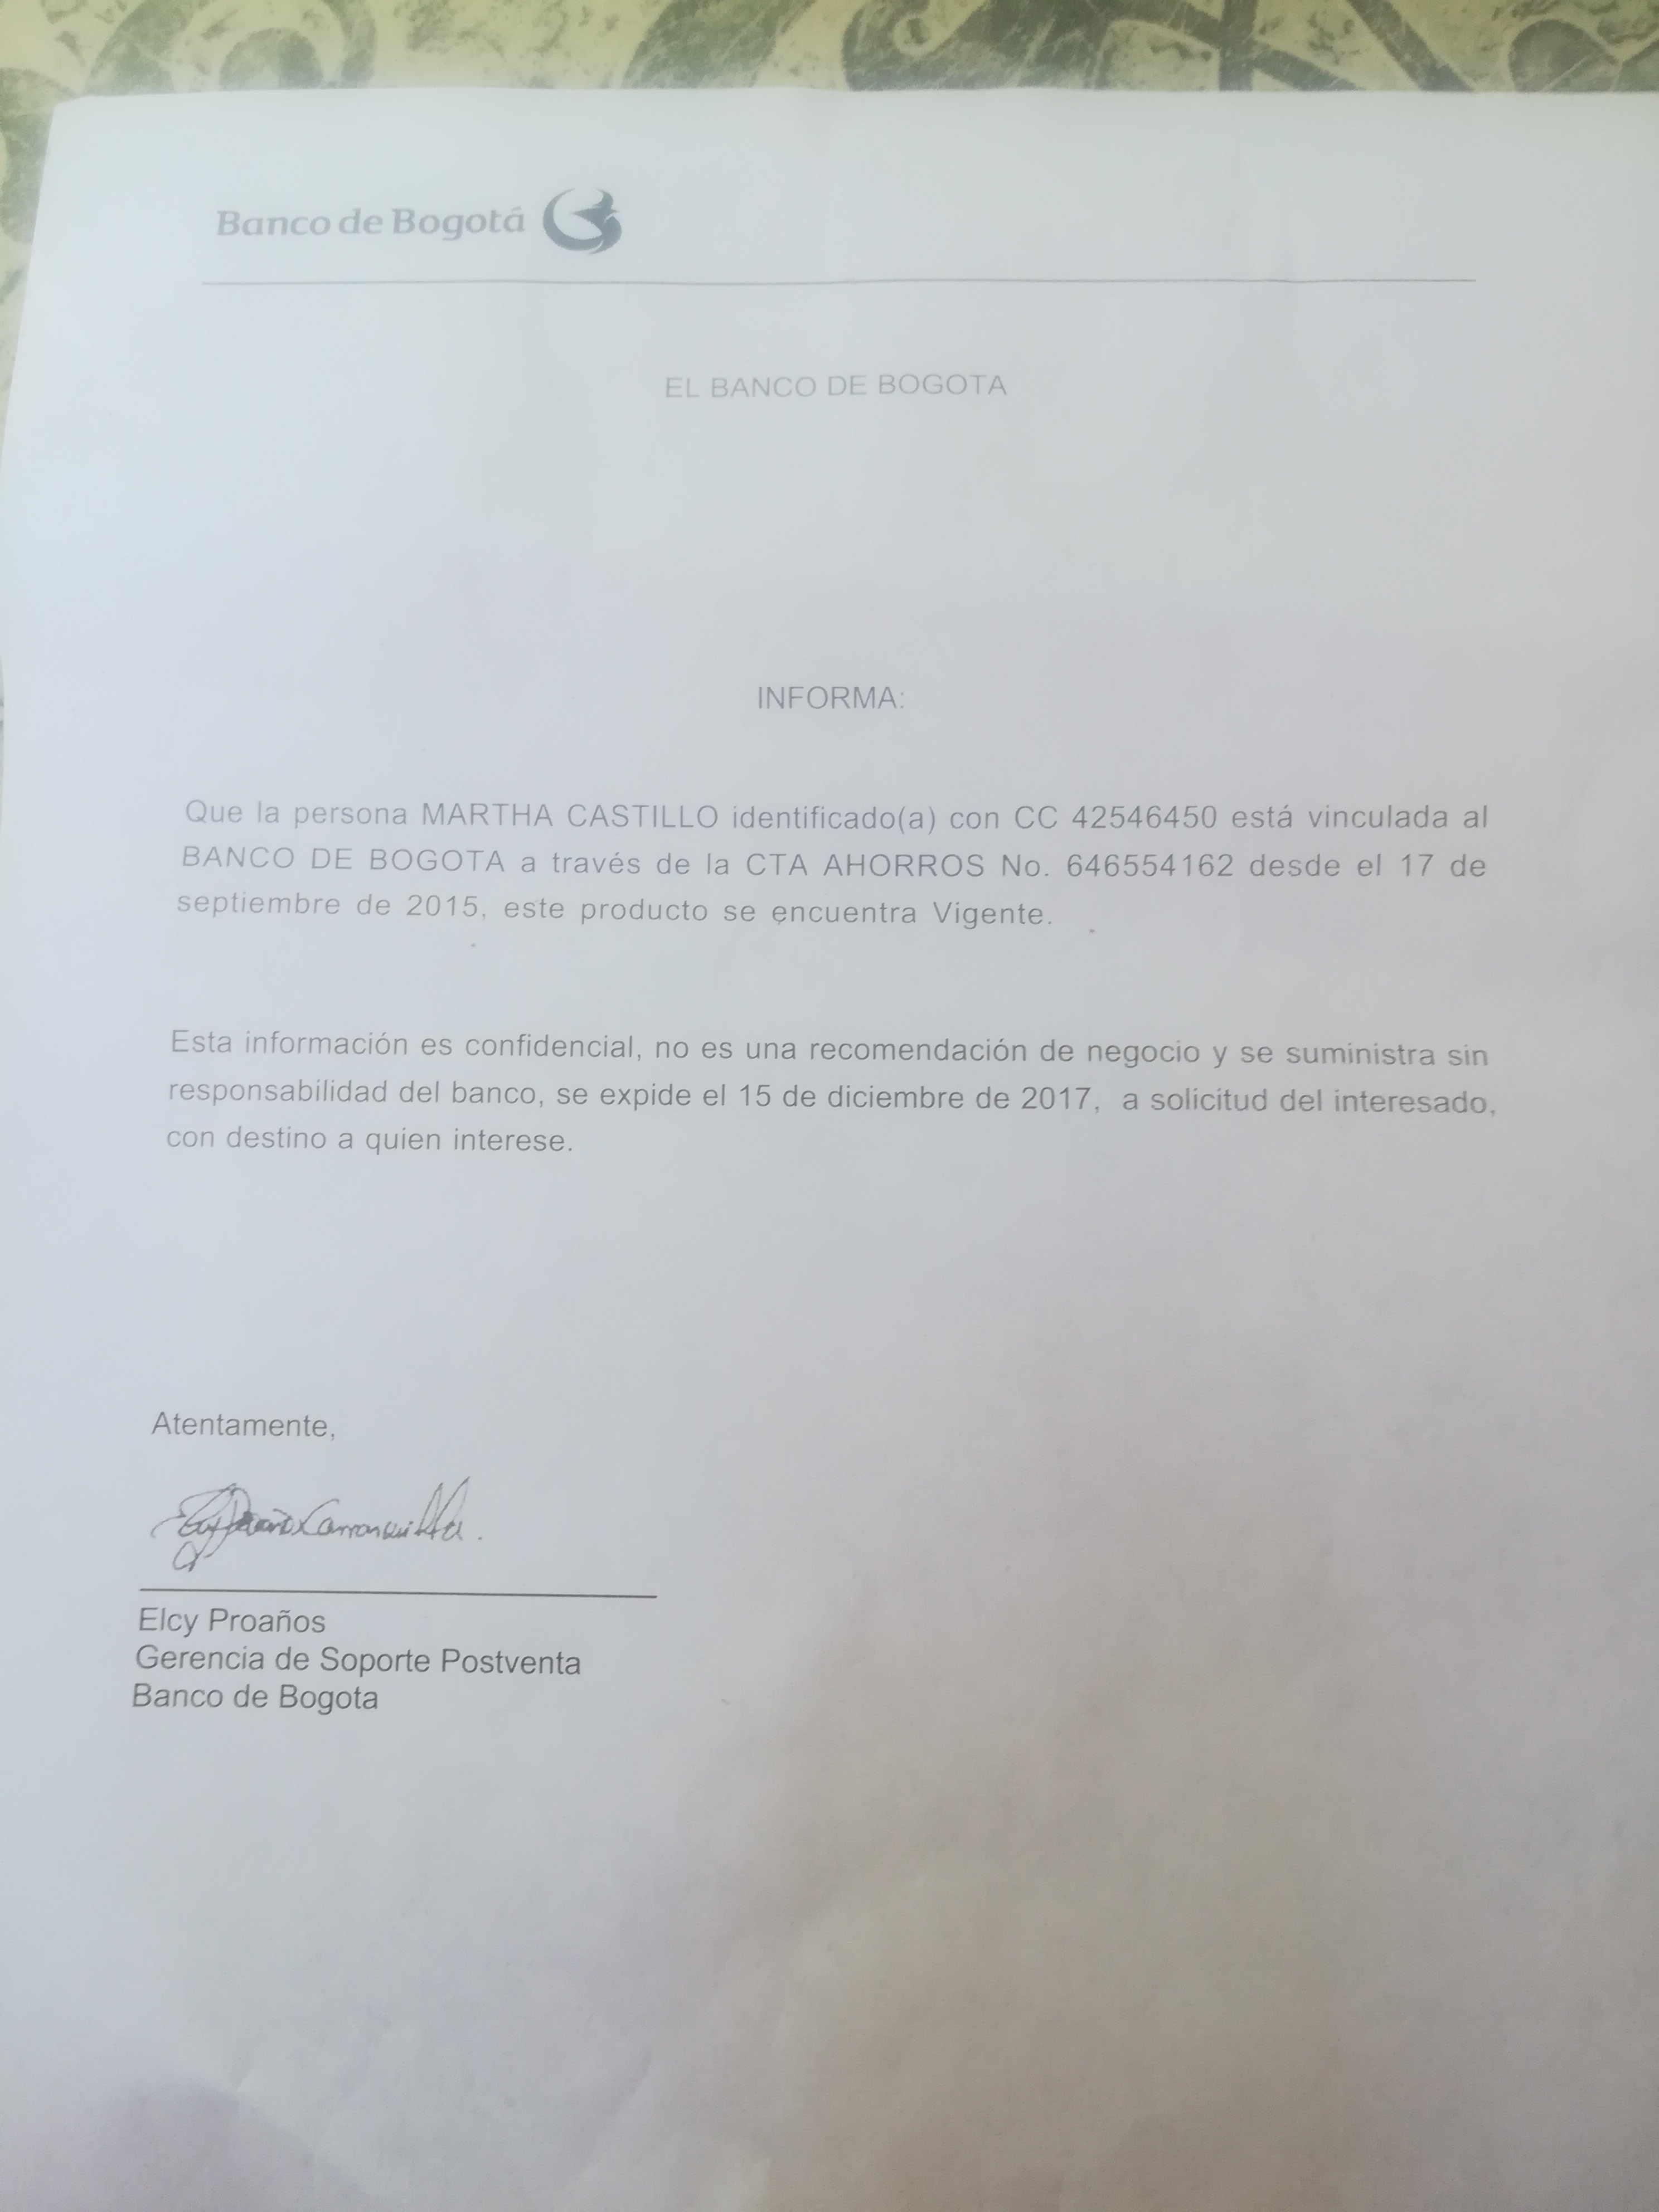 Banco de Bogotá
EL BANCO DE BOGOTA
INFORMA:
Que la persona MARTHA CASTILLO identificado(a) con CC 42546450 está vinculada al
BANCO DE BOGOTA a través de la CTA AHORROS No. 646554162 desde el 17 de
septiembre de 2015, este producto se encuentra Vigente.
Esta información es confidencial, no es una recomendación de negocio y se suministra sin
responsabilidad del banco, se expide el 15 de diciembre de 2017, a solicitud del interesado,
con destino a quien interese.
Atentamente,
Elcy Proaños
Gerencia de Soporte Postventa
Banco de Bogota